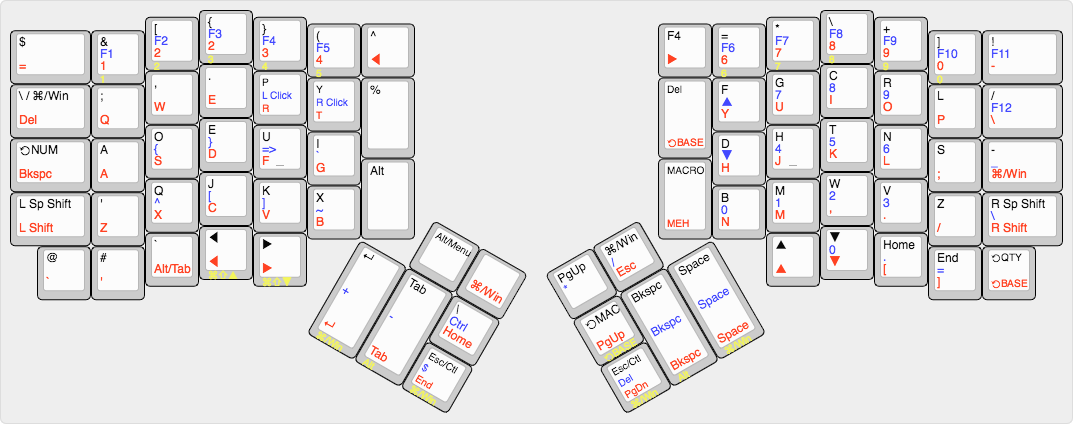 $
=
&
F1
1
1
[
F2
2
2
{
F3
2
3
}
F4
3
4
(
F5
4
5
^
◀
\ / ⌘/Win
Del
;
Q
,
W
.
E
P
L Click
R
Y
R Click
T
%
⟲NUM
Bkspc
A
A
O
{
S
E
}
D
U
=>
F _
I
`
G
Alt
L Sp Shift
L Shift
'
Z
Q
^
X
J
[
C
K
]
V
X
~
B
@
`
#
'
`
Alt/Tab
◀
◀
▶
▶
↵
+
↵
Alt/Menu
⌘/Win
Tab
-
Tab
\
Ctrl
Home
Esc/Ctl
$
End
F4
▶
=
F6
6
6
*
F7
7
7
\
F8
8
8
+
F9
9
9
]
F10
0
0
!
F11
-
Del
⟲BASE
F
▲
Y
G
7
U
C
8
I
R
9
O
L
P
/
F12
\
D
▼
H
H
4
J _
T
5
K
N
6
L
S
;
-
_
⌘/Win
MACRO
MEH
B
0
N
M
1
M
W
2
,
V
3
.
Z
/
R Sp Shift
\
R Shift
▲
▲
▼
0
▼
Home
.
[
End
=
]
⟲QTY
⟲BASE
PgUp
*
⌘/Win
/
Esc
⟲MAC
PgUp
Bkspc
Bkspc
Bkspc
Space
Space
Space
Esc/Ctl
Del
PgDn